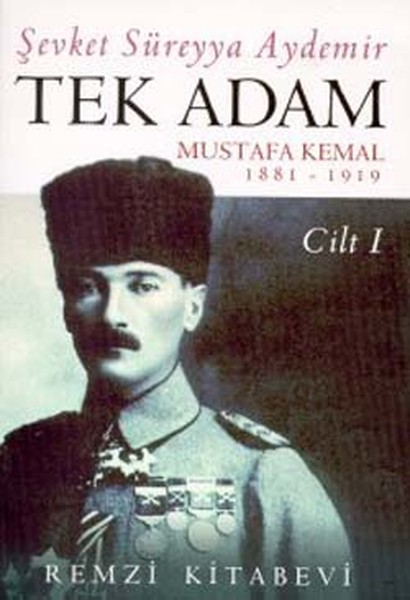 Şevket Süreyya Aydemir
TEK ADAM
MUSTAFA KEMAL
1881 - 1919
Cilt I
REMZİ KİTABEVİ